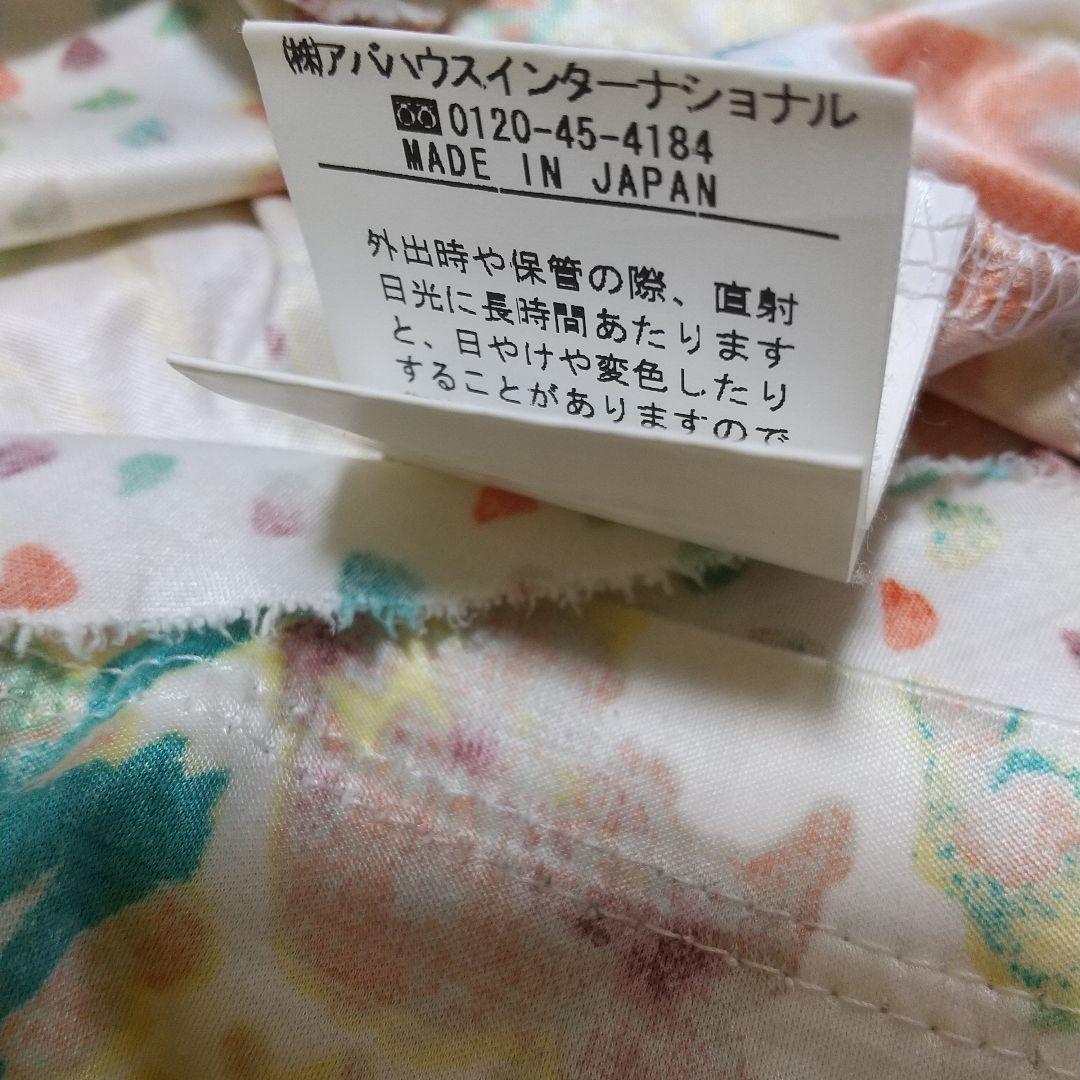 ㈱アバハウスインターナショナル
0120-45-4184
MADE IN JAPAN
外出時や保管の際、直射
日光に長時間あたります
と、日やけや変色したり
することがありますので